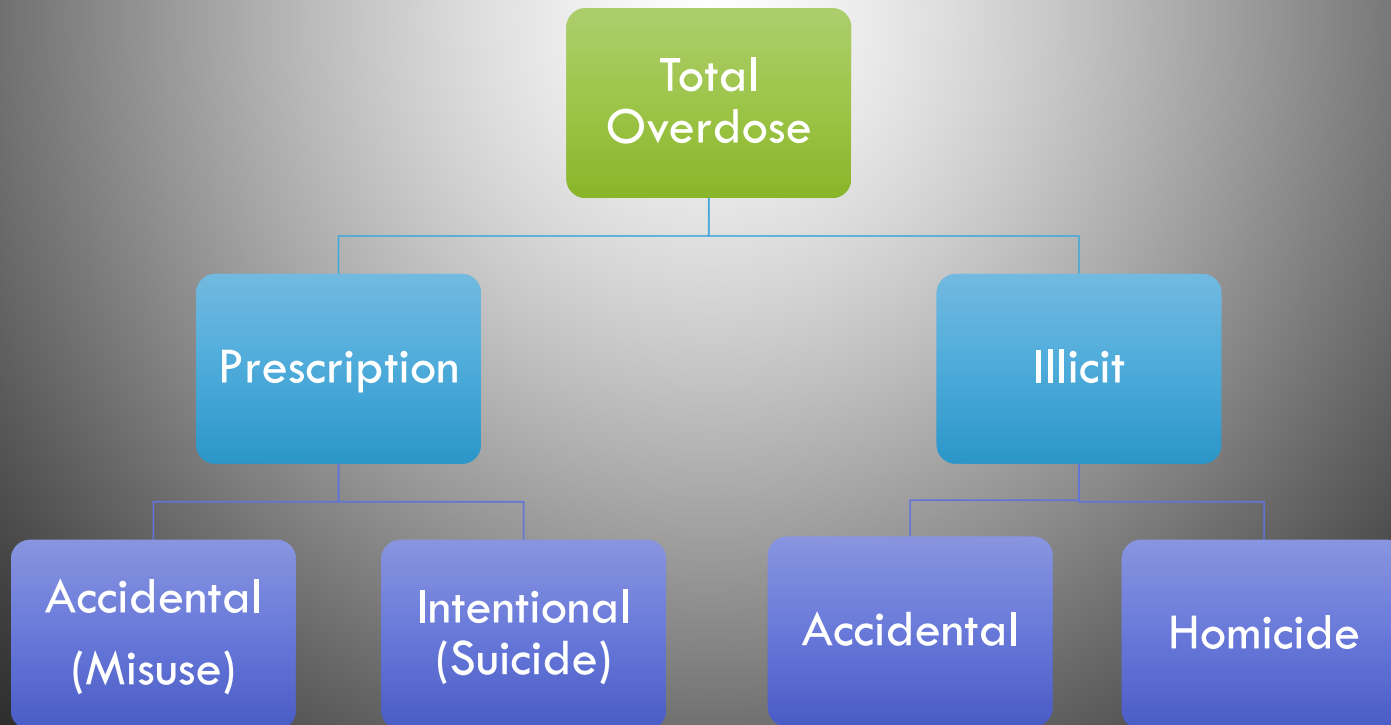 Total
Overdose
Prescription
Illicit
Accidental
(Misuse)
Intentional
(Suicide)
Accidental
Homicide